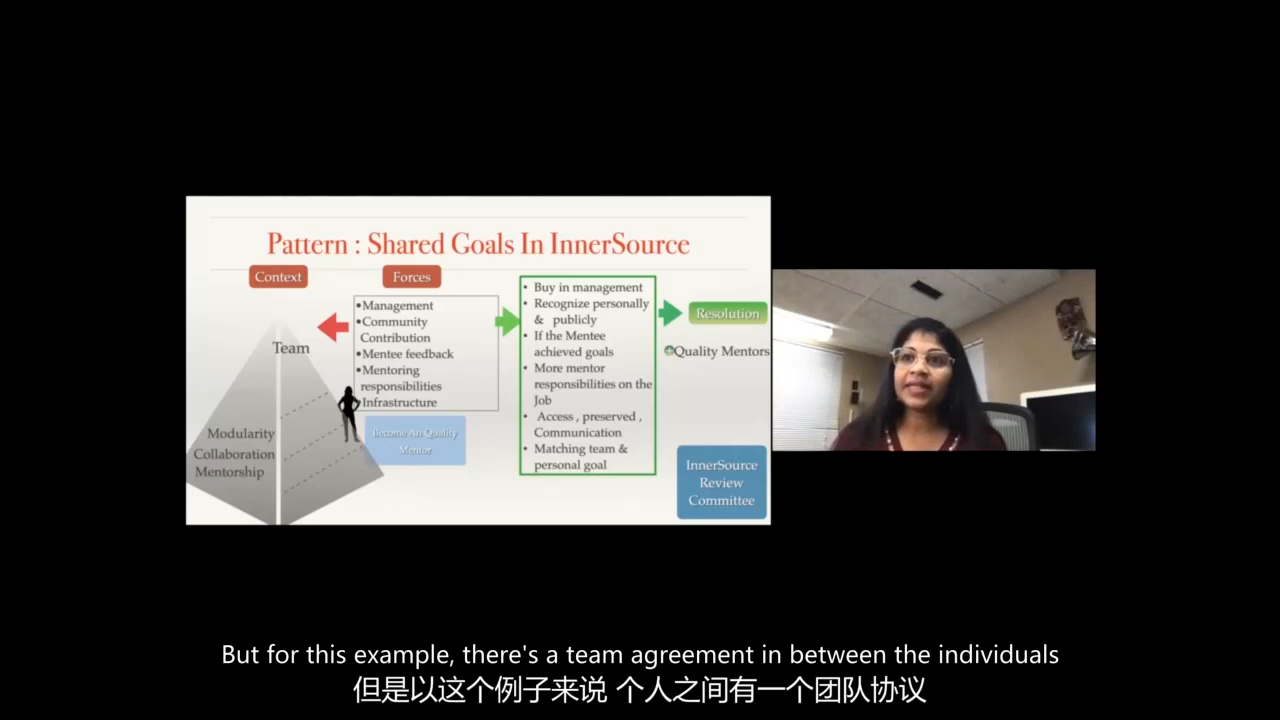 Pattern : Shared Goals In InnerSource
Context
Forces
Team
Modularity
Collaboration
Mentorship
•Management
•Community
Contribution
•Mentee feedback
•Mentoring
responsibilities
•Infrastructure
Become An Quality
Mentor
• Buy in management
• Recognize personally
& publicly
• If the Mentee
achieved goals
• More mentor
responsibilities on the
Job
• Access , preserved ,
Communication
• Matching team &
personal goal
Resolution
Quality Mentors
InnerSource
Review
Committee
But for this example, there's a team agreement in between the individuals
但是以这个例子来说 个人之间有一个团队协议